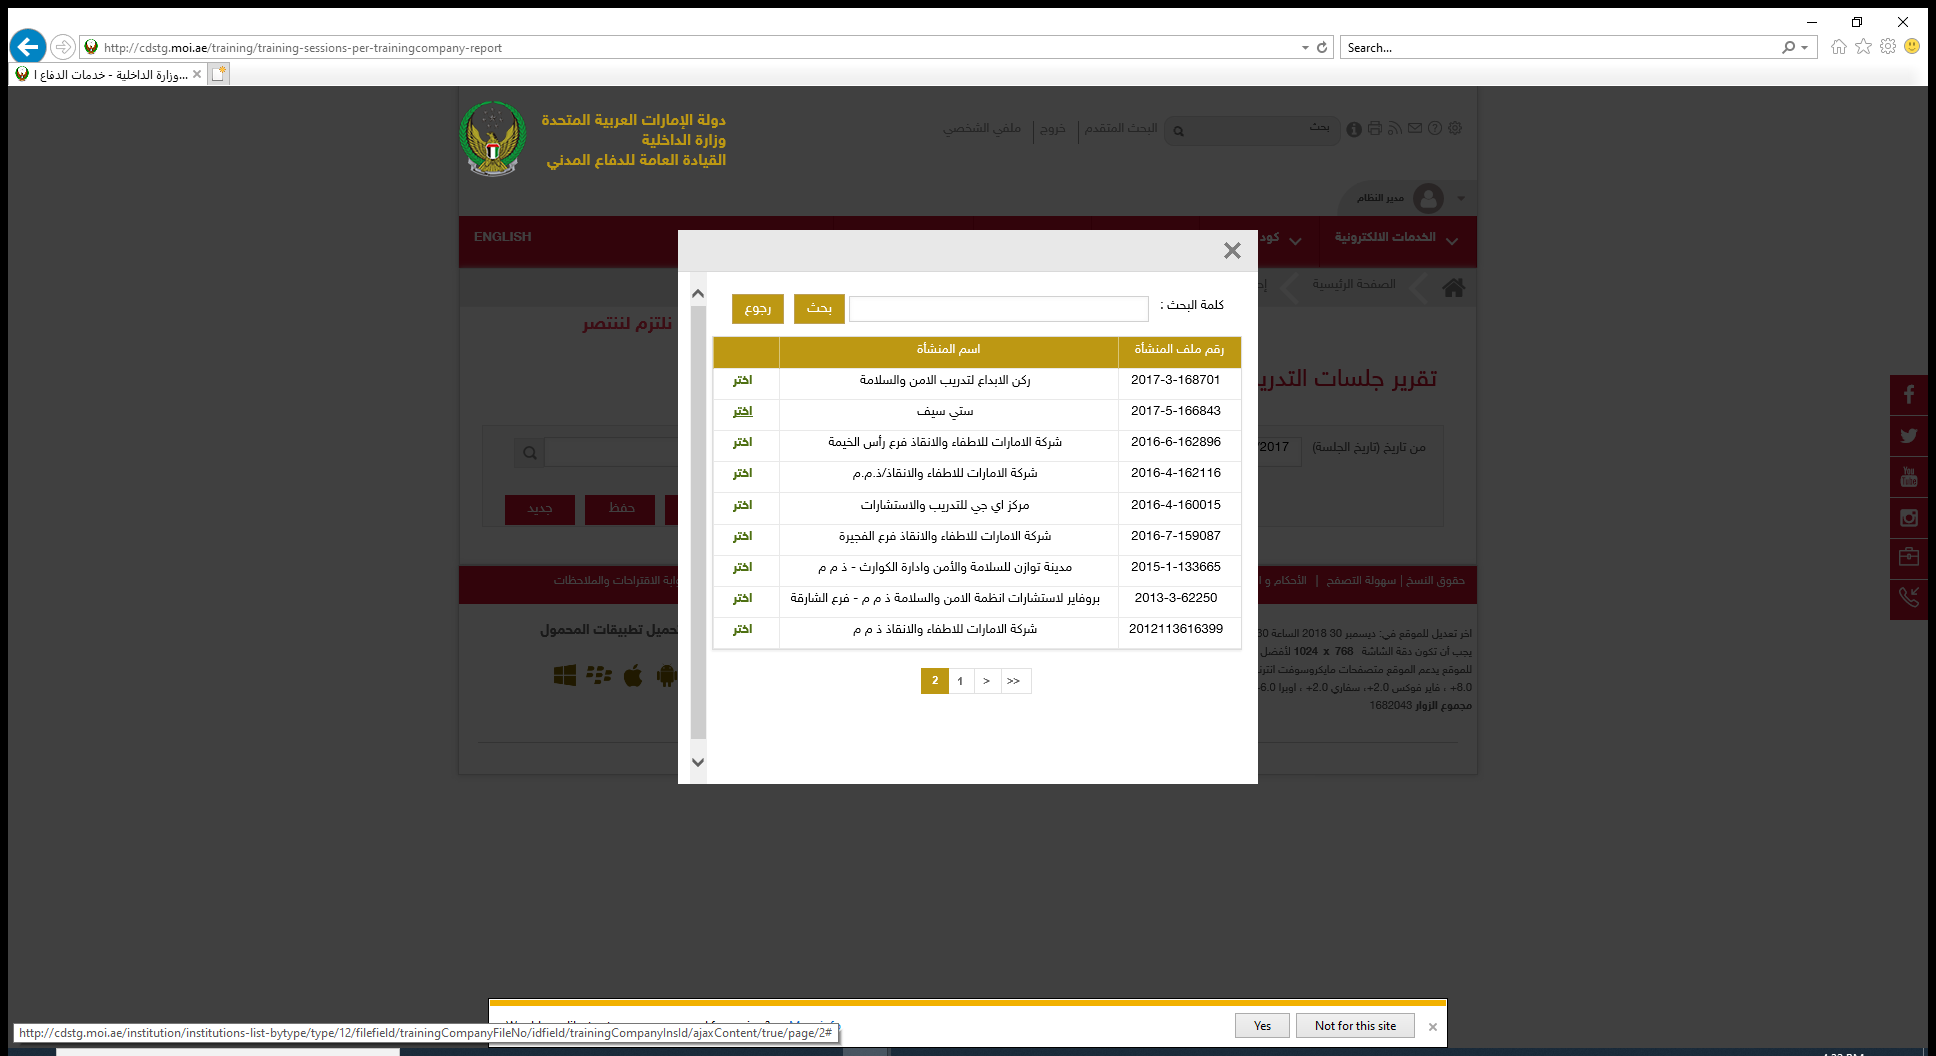 http://cdstg.moi.ae/training/training-sessions-per-trainingcompany-report
Search...
وزارة الداخلية - خدمات الدفاع ا...
دولة الإمارات العربية المتحدة
وزارة الداخلية
القيادة العامة للدفاع المدني
بحث
البحث المتقدم
خروج
ملفي الشخصي
مدير النظام
الخدمات الالكترونية
كود
ENGLISH
الصفحة الرئيسية
نلتزم لننتصر
تقرير جلسات التدري
من تاريخ (تاريخ الجلسة)
/2017
حفظ
جديد
كلمة البحث :
بحث
رجوع
رقم ملف المنشأة اسم المنشأة
2017-3-168701 ركن الابداع لتدريب الامن والسلامة اختر
2017-5-166843 ستي سيف اختر
2016-6-162896 شركة الامارات للاطفاء والانقاذ فرع رأس الخيمة اختر
2016-4-162116 شركة الامارات للاطفاء والانقاذ/ذ.م.م اختر
2016-4-160015 مركز اي جي للتدريب والاستشارات اختر
2016-7-159087 شركة الامارات للاطفاء والانقاذ فرع الفجيرة اختر
2015-1-133665 مدينة توازن للسلامة والأمن وادارة الكوارث - ذ م م اختر
2013-3-62250 بروفاير لاستشارات انظمة الامن والسلامة ذ م م - فرع الشارقة اختر
2012113616399 شركة الامارات للاطفاء والانقاذ ذ م م اختر
2 1 > >>
حقوق النسخ | سهولة التصفح | الأحكام و ا
وابة الاقتراحات والملاحظات
حميل تطبيقات المحمول
اخر تعديل للموقع في: ديسمبر 30 2018 الساعة 30
يجب أن تكون دقة الشاشة 768 x 1024 لأفضل
للموقع يدعم الموقع متصفحات مايكروسوفت انترن
8.0+ ، فاير فوكس 2.0+، سفاري 2.0+ ، اوبرا 6.0
مجموع الزوار 1682043
You
Tube
Yes
Not for this site
http://cdstg.moi.ae/institution/institutions-list-bytype/type/12/filefield/trainingCompanyFileNo/idfield/trainingCompanyInsId/ajaxContent/true/page/2#